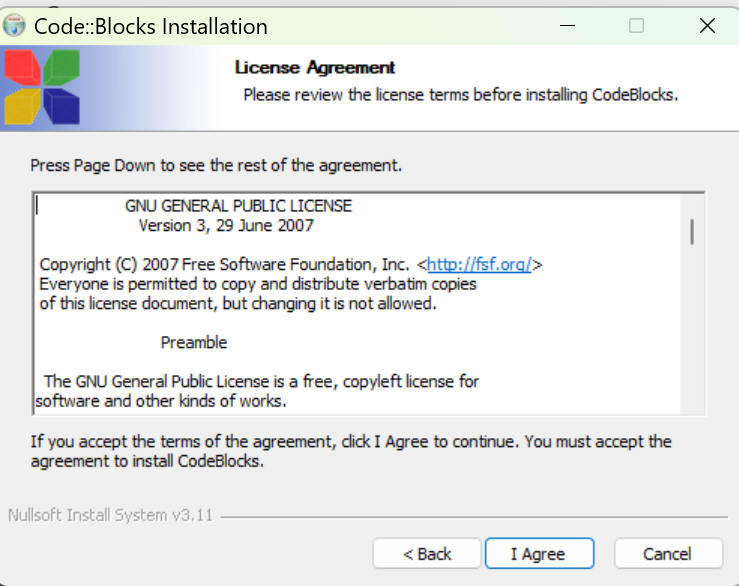 Code::Blocks Installation
License Agreement
Please review the license terms before installing CodeBlocks.
Press Page Down to see the rest of the agreement.
GNU GENERAL PUBLIC LICENSE
Version 3, 29 June 2007
Copyright (C) 2007 Free Software Foundation, Inc. <http://fsf.org/>
Everyone is permitted to copy and distribute verbatim copies
of this license document, but changing it is not allowed.
Preamble
The GNU General Public License is a free, copyleft license for
software and other kinds of works.
If you accept the terms of the agreement, click I Agree to continue. You must accept the
agreement to install CodeBlocks.
Nullsoft Install System v3.11
< Back
I Agree
Cancel